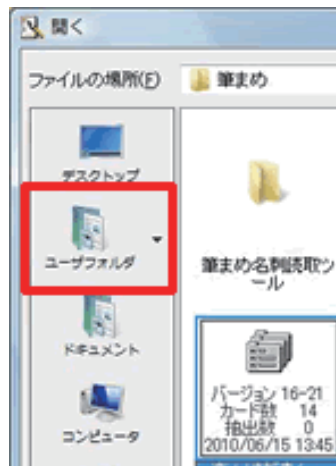 開く
ファイルの場所(F)
筆まめ
デスクトップ
ユーザフォルダ
筆まめ名刺読取ツ
ール
ドキュメント
バージョン 16-21
カード数 14
抽出数 0
2010/06/15 13:45
コンピュータ